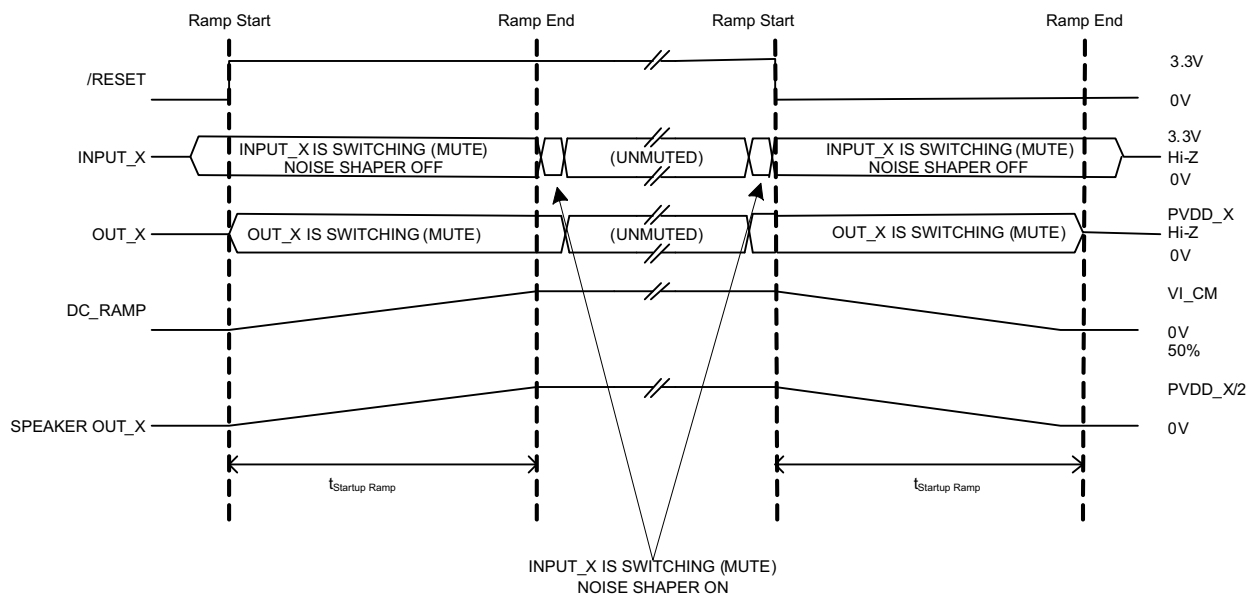 Ramp Start
Ramp End
Ramp Start
Ramp End
/RESET
3.3V
0V
INPUT_X
INPUT_X IS SWITCHING (MUTE)
NOISE SHAPER OFF
(UNMUTED)
INPUT_X IS SWITCHING (MUTE)
NOISE SHAPER OFF
3.3V
Hi-Z
0V
OUT_X
OUT_X IS SWITCHING (MUTE)
(UNMUTED)
OUT_X IS SWITCHING (MUTE)
PVDD_X
Hi-Z
0V
DC_RAMP
VI_CM
0V
50%
SPEAKER OUT_X
PVDD_X/2
0V
tStartup Ramp
tStartup Ramp
INPUT_X IS SWITCHING (MUTE)
NOISE SHAPER ON